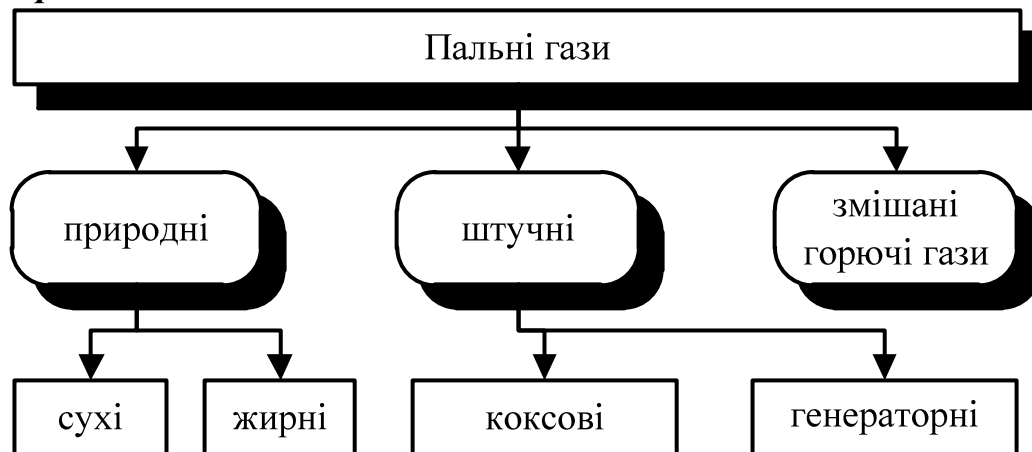 Пальні гази
природні
штучні
змішані
горючі гази
сухі
жирні
коксові
генераторні